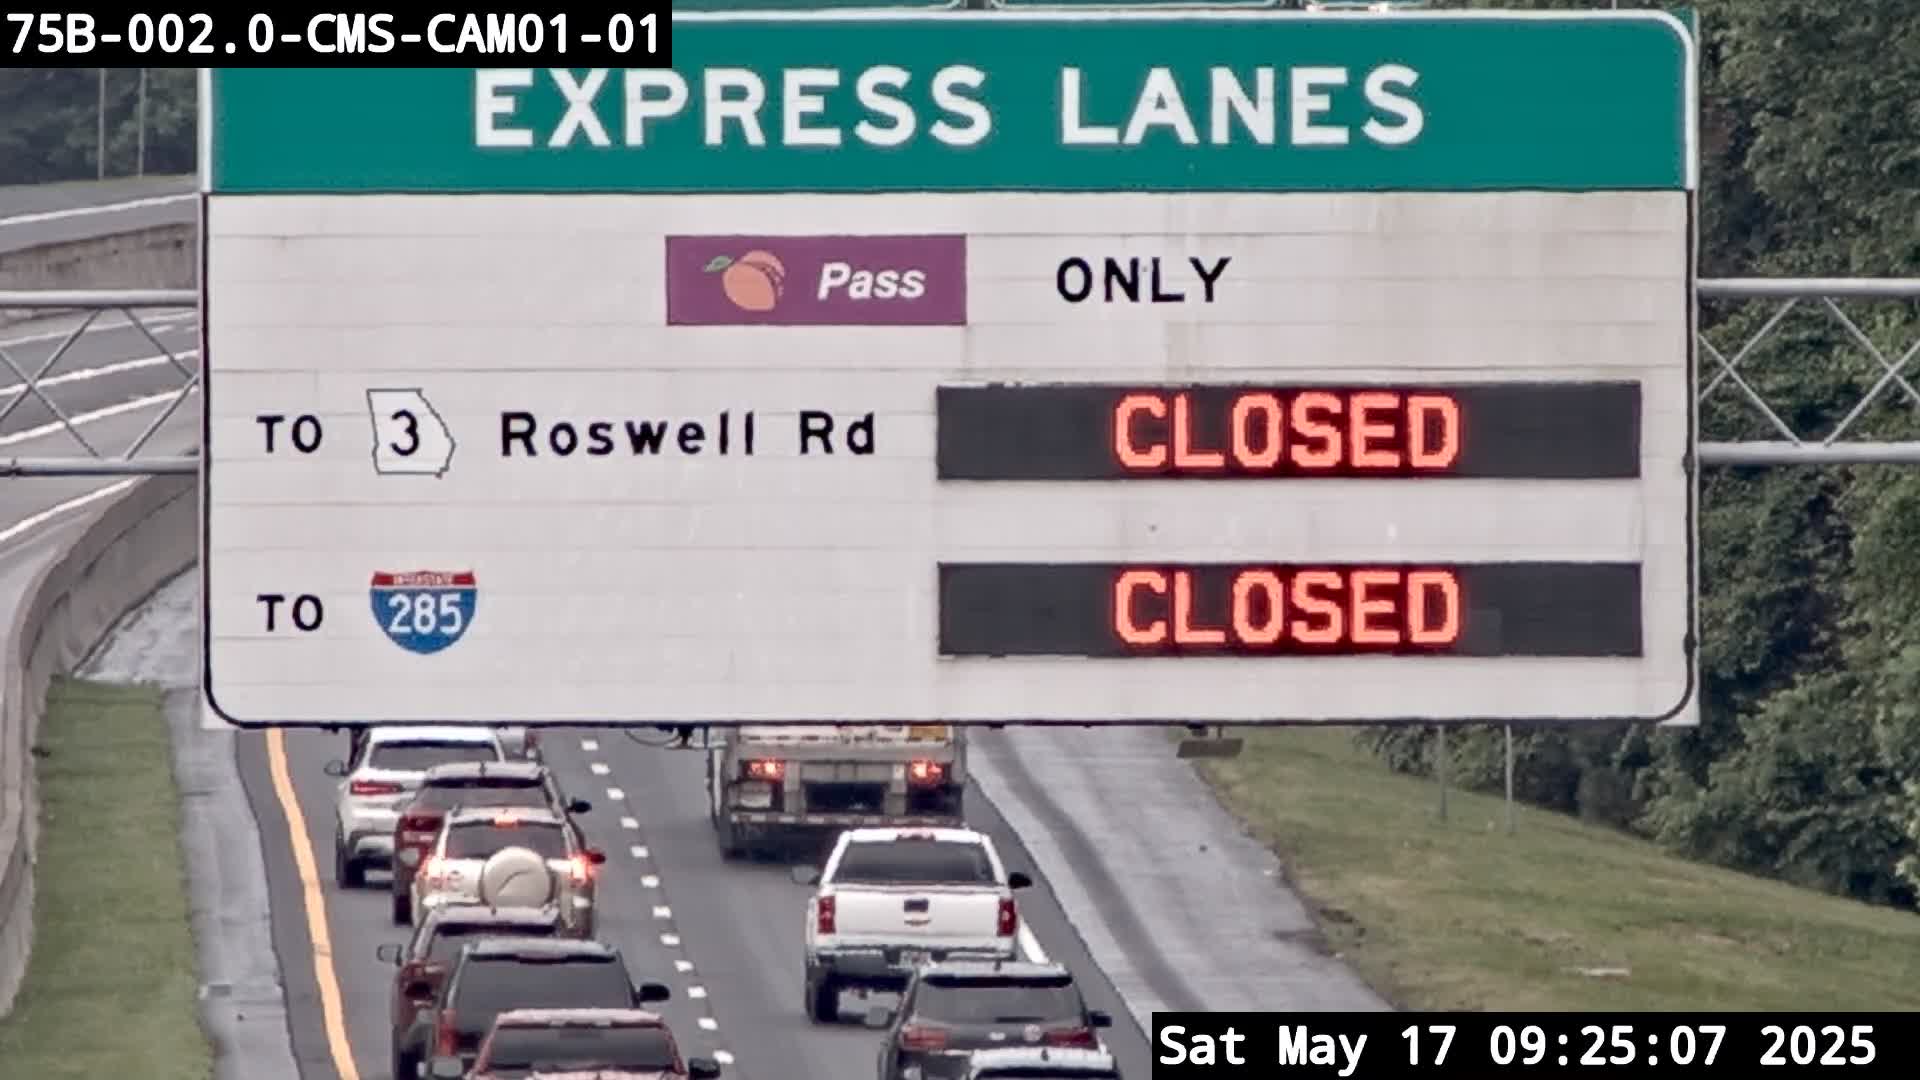 75B-002.0-CMS-CAM01-01
EXPRESS LANES
Pass ONLY
TO 3 Roswell Rd CLOSED
INTERSTATE
TO 285 CLOSED
Sat May 17 09:25:07 2025